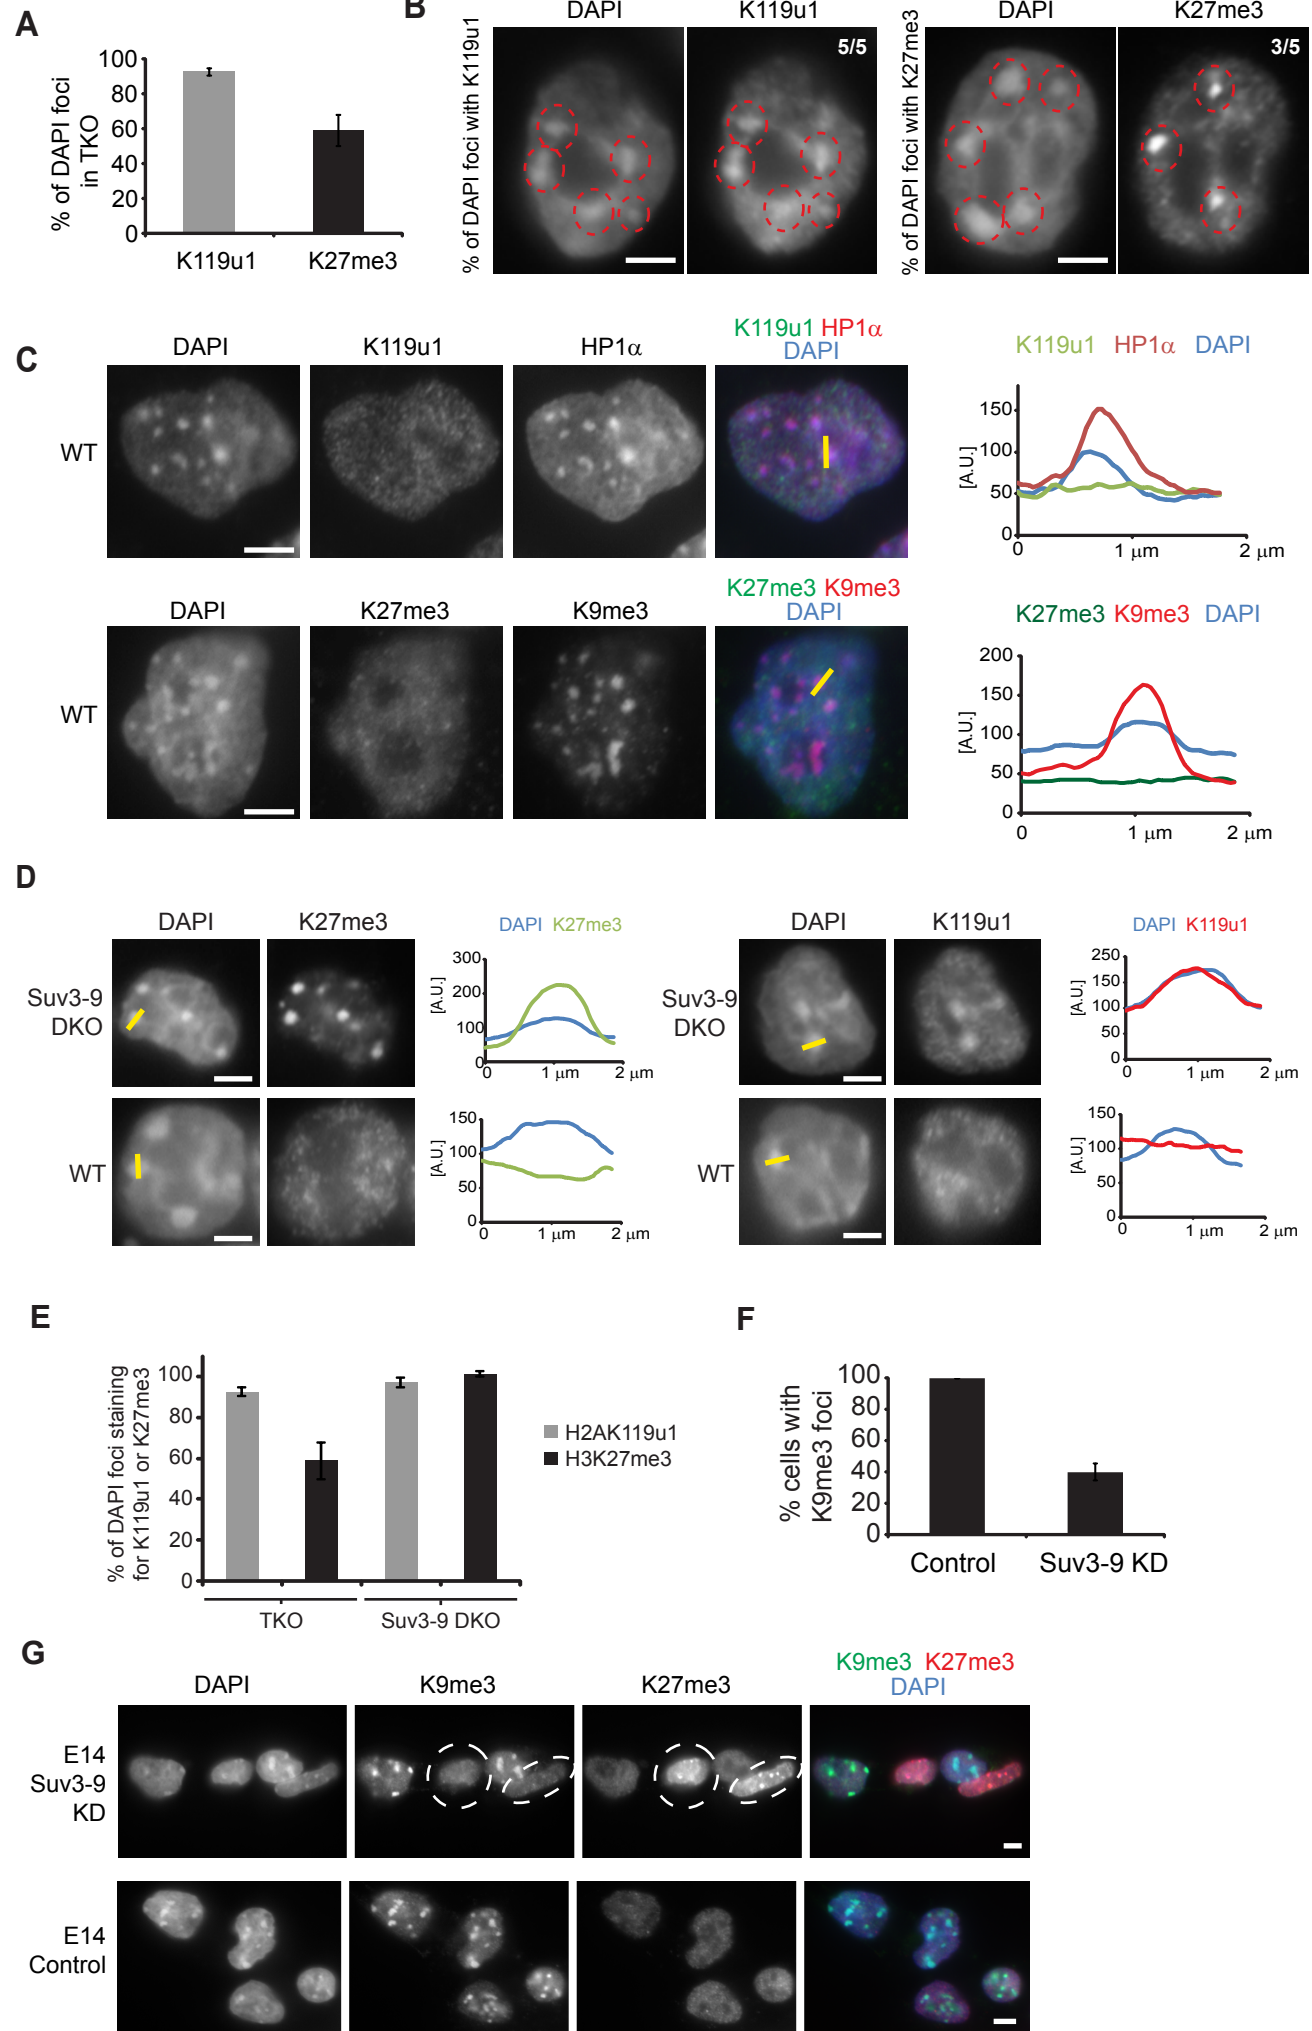 A
% of DAPI foci
in TKO
100
80
60
40
20
0
K119u1
K27me3
B
% of DAPI foci with K119u1
DAPI
K119u1
5/5
% of DAPI foci with K27me3
DAPI
K27me3
3/5
C
DAPI
K119u1
HP1α
K119u1 HP1α
DAPI
WT
K119u1 HP1α DAPI
[A.U.]
150
100
50
0
0
1 μm
2 μm
DAPI
K27me3
K9me3
K27me3 K9me3
DAPI
WT
K27me3 K9me3 DAPI
[A.U.]
200
150
100
50
0
0
1 μm
2 μm
D
DAPI
K27me3
DAPI K27me3
Suv3-9
DKO
[A.U.]
300
200
100
0
0
1 μm
2 μm
WT
[A.U.]
150
100
50
0
0
1 μm
2 μm
DAPI
K119u1
DAPI K119u1
Suv3-9
DKO
[A.U.]
250
150
100
50
0
0
1 μm
2 μm
WT
[A.U.]
150
100
50
0
0
1 μm
2 μm
E
% of DAPI foci staining
for K119u1 or K27me3
100
80
60
40
20
0
TKO
Suv3-9 DKO
H2AK119u1
H3K27me3
F
% cells with
K9me3 foci
100
80
60
40
20
0
Control
Suv3-9 KD
G
DAPI
K9me3
K27me3
K9me3 K27me3
DAPI
E14
Suv3-9
KD
E14
Control